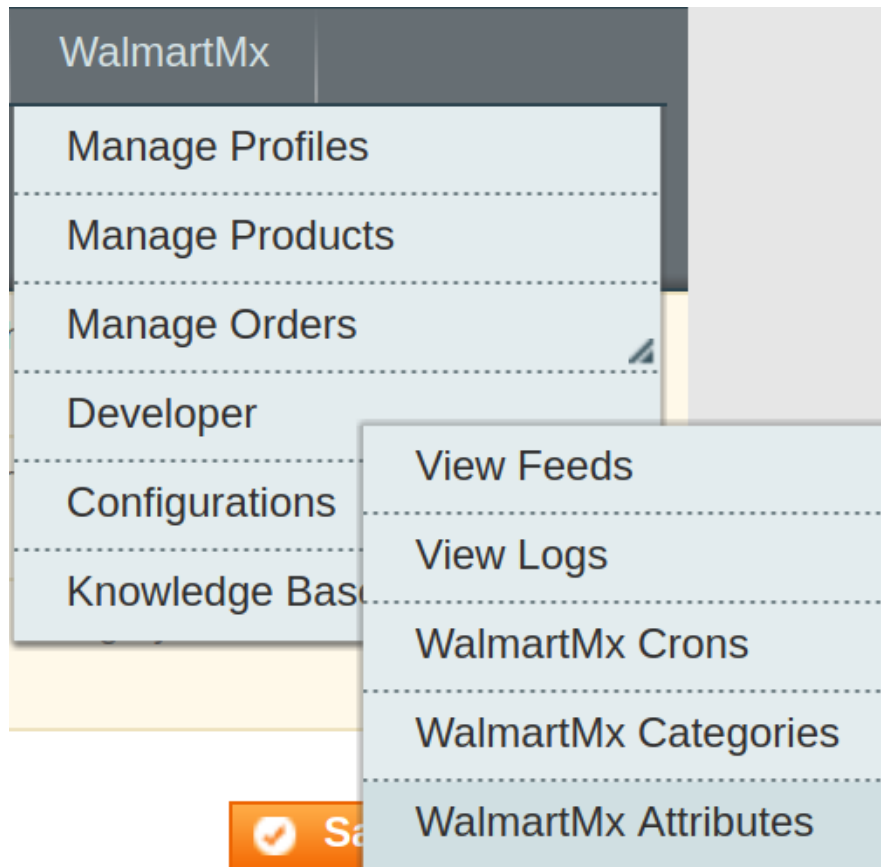 WalmartMx
Manage Profiles
Manage Products
Manage Orders
Developer
Configurations
Knowledge
View Feeds
View Logs
WalmartMx Crons
WalmartMx Categories
WalmartMx Attributes